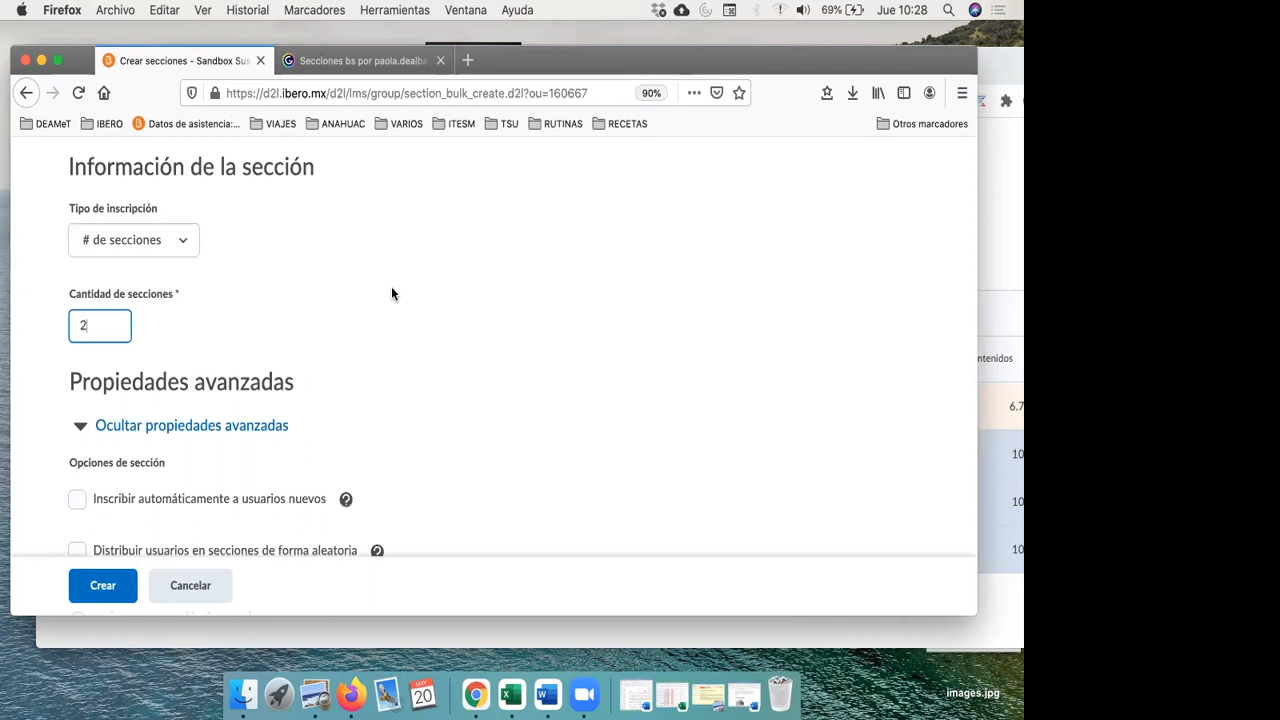 Firefox Archivo Editar Ver Historial Marcadores Herramientas Ventana Ayuda 69% Jue 10:28
Crear secciones - Sandbox Sus Secciones bs por paola.dealba
https://d2l.ibero.mx/d2l/lms/group/section_bulk_create.d2l?ou=160667 90%
DEAMeT IBERO Datos de asistencia:... VIAJES ANAHUAC VARIOS ITESM TSU RUTINAS RECETAS Otros marcadores
Información de la sección
Tipo de inscripción
# de secciones
Cantidad de secciones *
2
Propiedades avanzadas
ntenidos
6.7
Ocultar propiedades avanzadas
10
Opciones de sección
Inscribir automáticamente a usuarios nuevos
10
Distribuir usuarios en secciones de forma aleatoria
10
Crear Cancelar
MAY
20
images.jpg